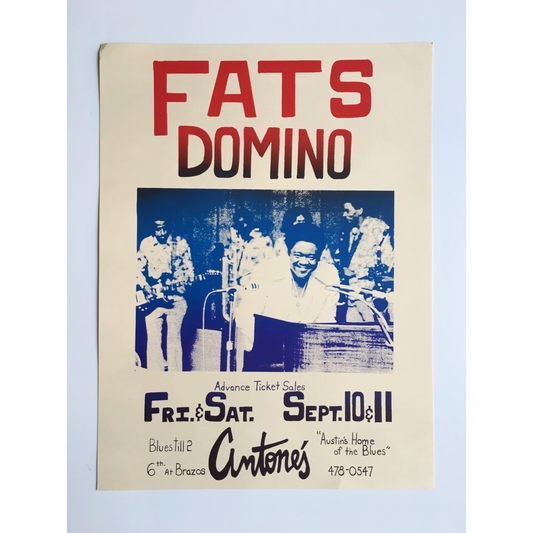 FATS
DOMINO
Advance Ticket Sales
FRI. & SAT. SEPT. 10 & 11
Blues till 2
6th. At Brazos
Antone's
"Austin's Home
of the Blues"
478-0547